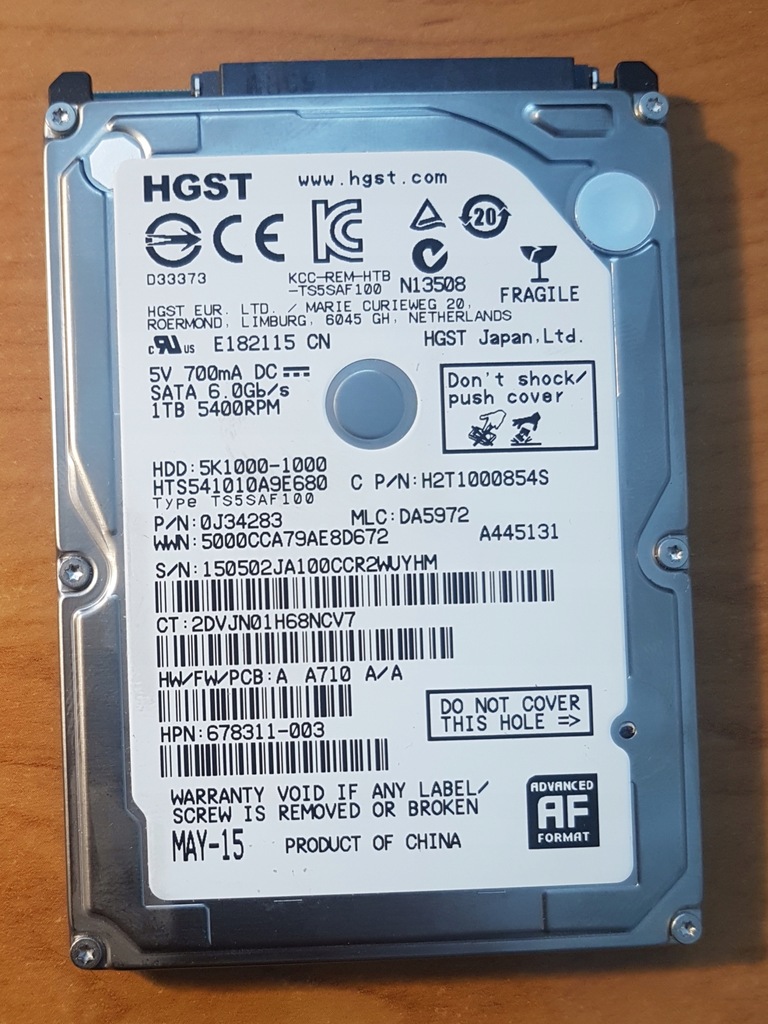 HGST www.hgst.com
CE KC 20
D33373 KCC-REM-HTB
-TS5SAF100 N13508
FRAGILE
HGST EUR. LTD. / MARIE CURIEWEG 20,
ROERMOND, LIMBURG, 6045 GH, NETHERLANDS
c RU us E182115 CN HGST Japan,Ltd.
5V 700mA DC
SATA 6.0Gb/s
1TB 5400RPM
Don't shock/
push cover
HDD:5K1000-1000
HTS541010A9E680 C P/N:H2T1000854S
Type TS5SAF100
P/N:0J34283 MLC:DA5972
WWN:5000CCA79AE8D672 A445131
S/N:150502JA100CCR2WUYHM
CT:2DVJN01H68NCV7
HW/FW/PCB:A A710 A/A
HPN:678311-003
DO NOT COVER
THIS HOLE =>
WARRANTY VOID IF ANY LABEL/
SCREW IS REMOVED OR BROKEN
MAY-15 PRODUCT OF CHINA
ADVANCED
AF
FORMAT